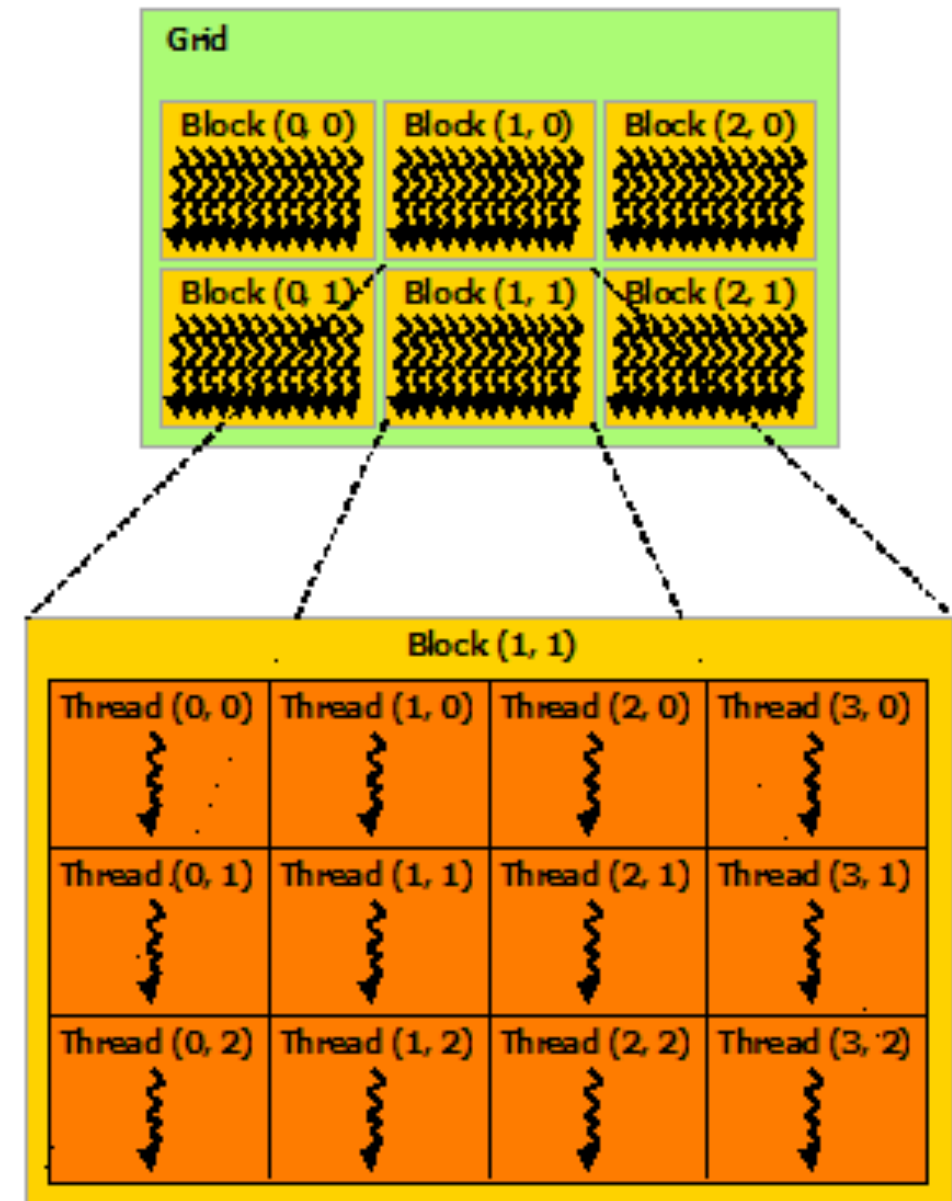 Grid
Block (0, 0) Block (1, 0) Block (2, 0)
Block (0, 1) Block (1, 1) Block (2, 1)
Block (1, 1)
Thread (0, 0) Thread (1, 0) Thread (2, 0) Thread (3, 0)
Thread (0, 1) Thread (1, 1) Thread (2, 1) Thread (3, 1)
Thread (0, 2) Thread (1, 2) Thread (2, 2) Thread (3, 2)